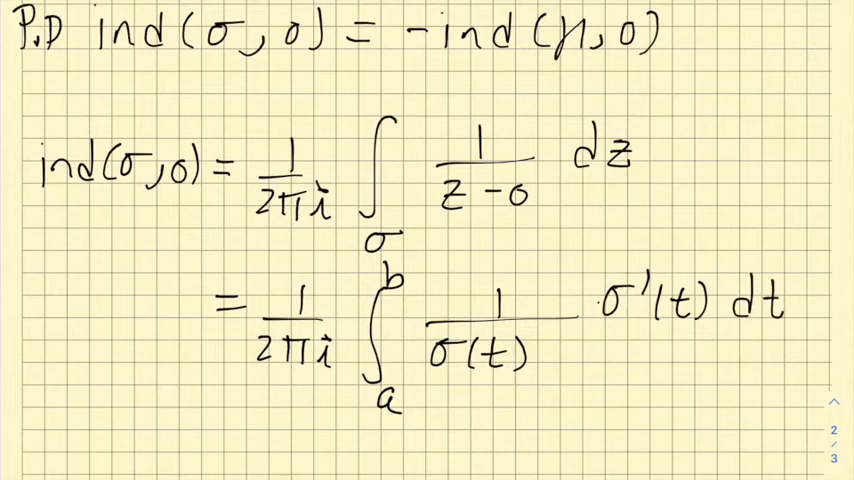 P.D ind(σ, 0) = -ind(γ, 0)
ind(σ, 0) = 1/2πi ∫_σ 1/(z - 0) dz
= 1/2πi ∫_a^b 1/σ(t) · σ'(t) dt
2
/
3